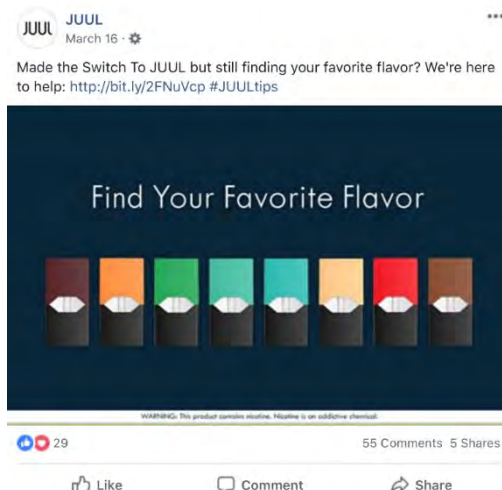 JUUL
JUUL
March 16 ·
Made the Switch To JUUL but still finding your favorite flavor? We're here
to help: http://bit.ly/2FNuVcp #JUULtips
Find Your Favorite Flavor
WARNING: This product contains nicotine. Nicotine is an addictive chemical.
29
55 Comments 5 Shares
Like
Comment
Share